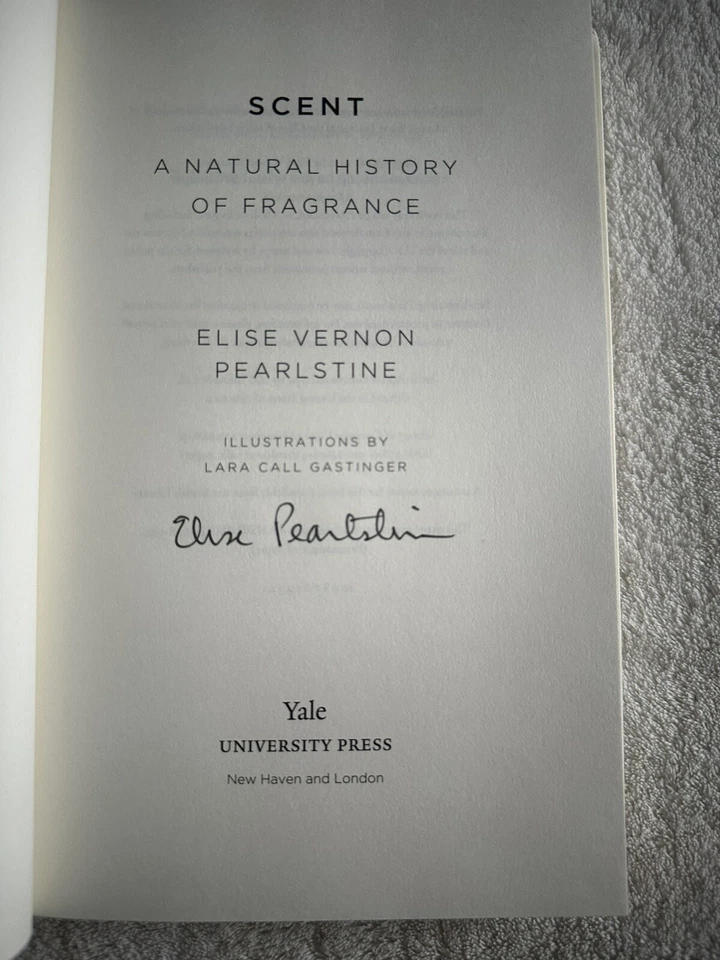 SCENT
A NATURAL HISTORY
OF FRAGRANCE
ELISE VERNON
PEARLSTINE
ILLUSTRATIONS BY
LARA CALL GASTINGER
Elise Pearlstine
Yale
UNIVERSITY PRESS
New Haven and London